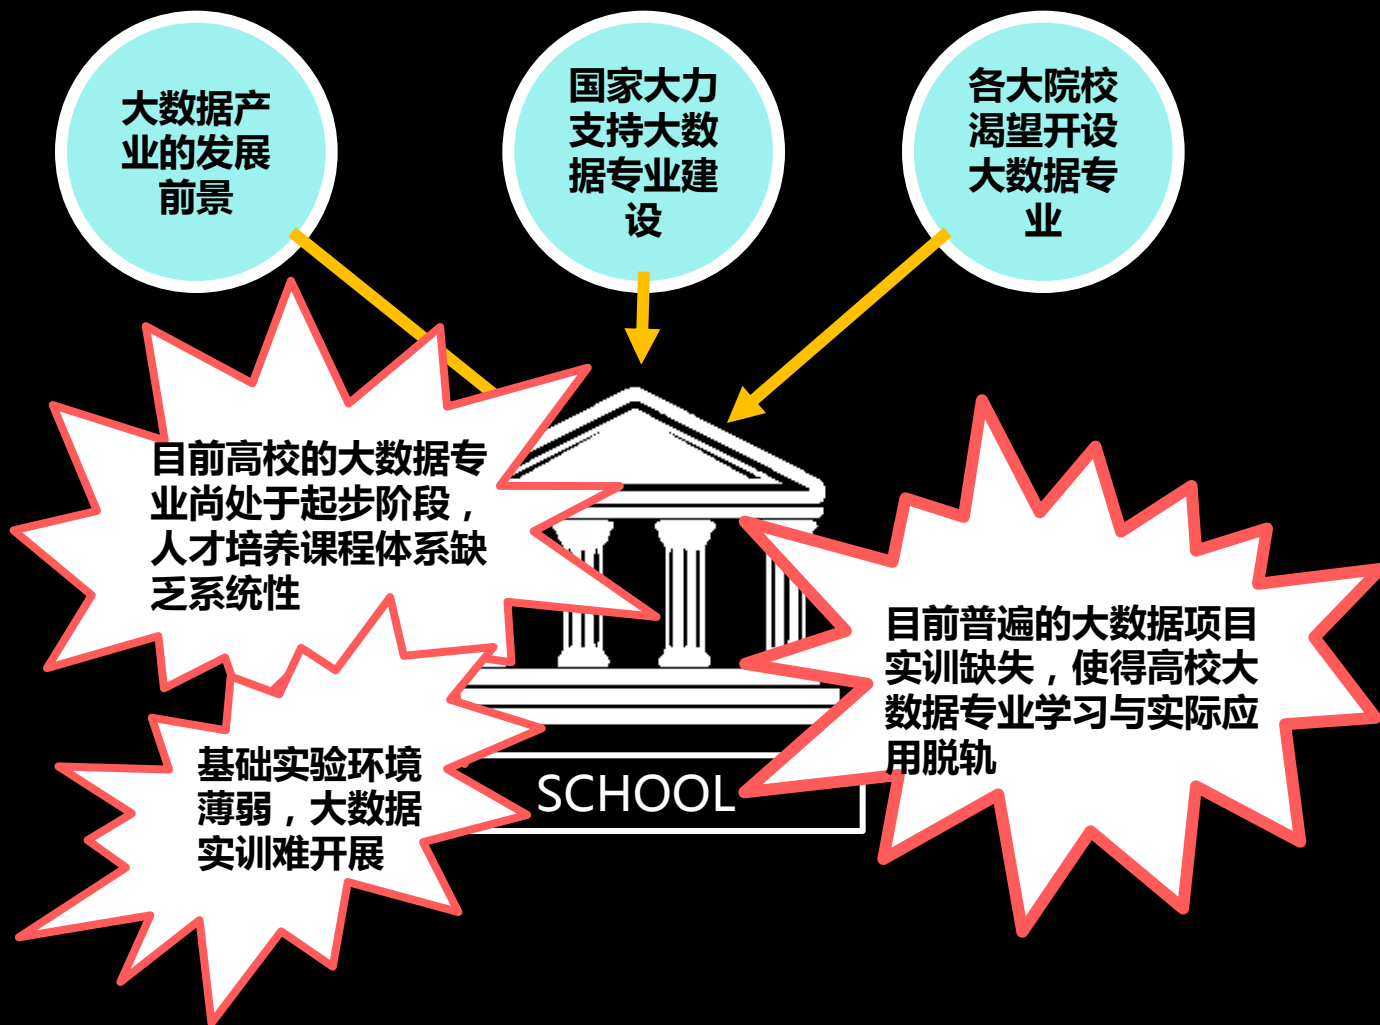 大数据产
业的发展
前景
国家大力
支持大数
据专业建
设
各大院校
渴望开设
大数据专
业
目前高校的大数据专
业尚处于起步阶段，
人才培养课程体系缺
乏系统性
目前普遍的大数据项目
实训缺失，使得高校大
数据专业学习与实际应
用脱轨
基础实验环境
薄弱，大数据
实训难开展
SCHOOL